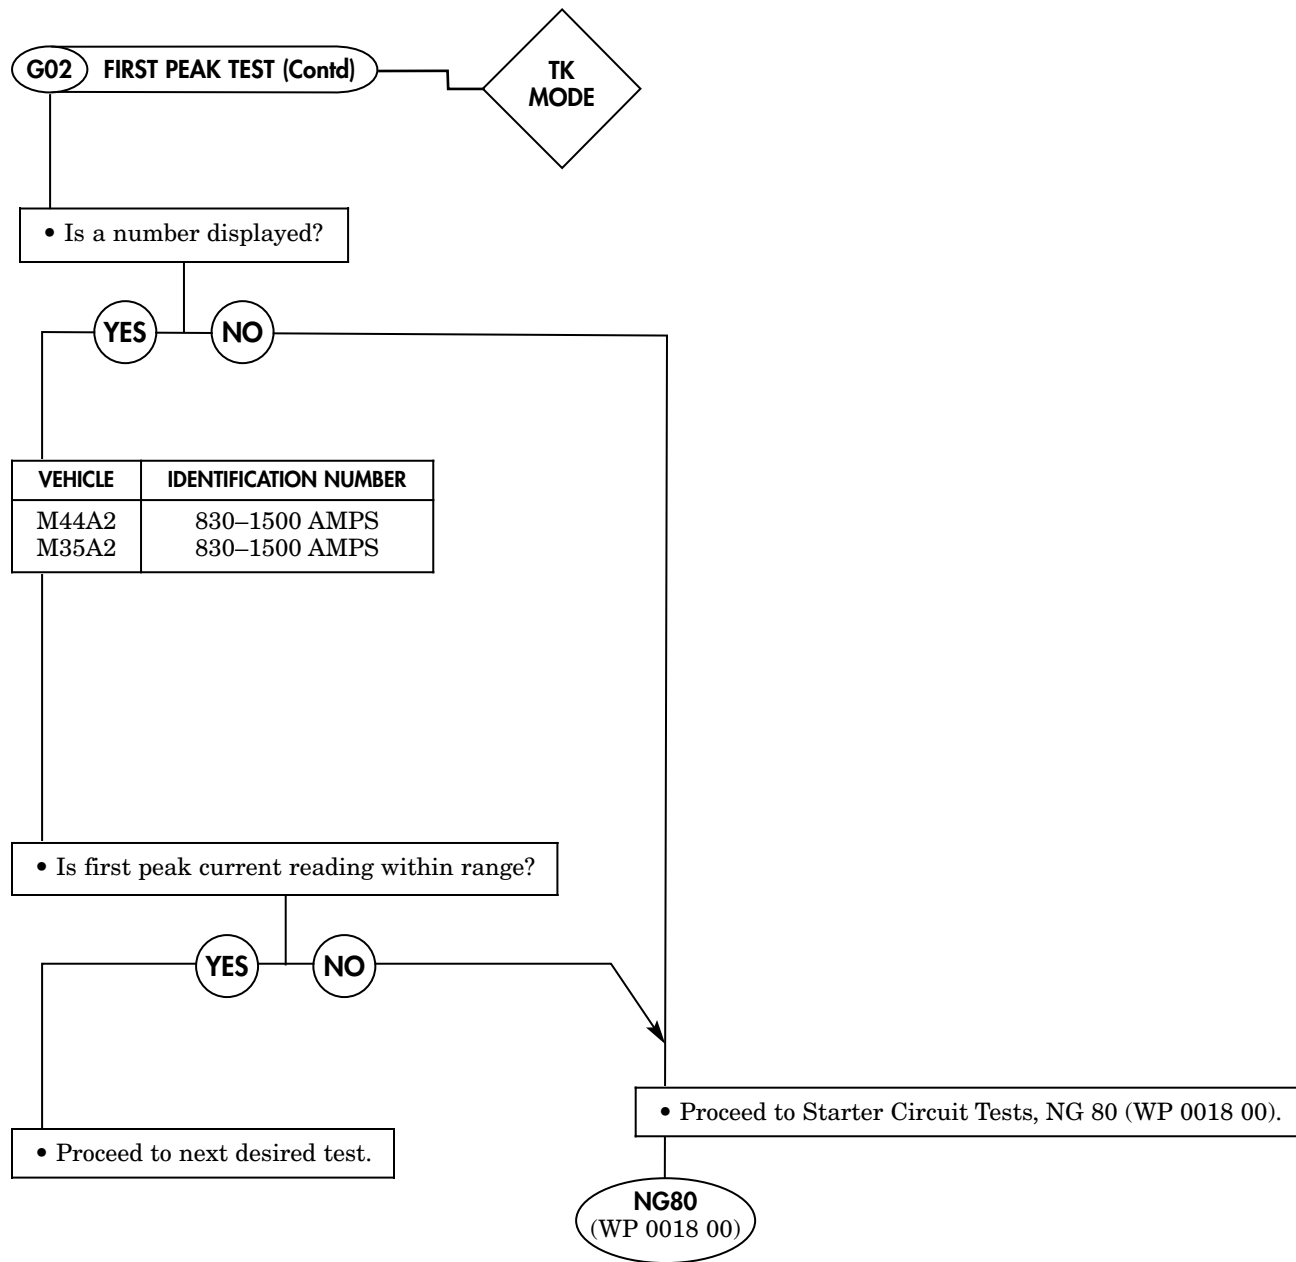 G02 FIRST PEAK TEST (Contd)
TK
MODE
• Is a number displayed?
YES NO
VEHICLE IDENTIFICATION NUMBER
M44A2 830–1500 AMPS
M35A2 830–1500 AMPS
• Is first peak current reading within range?
YES NO
• Proceed to Starter Circuit Tests, NG 80 (WP 0018 00).
• Proceed to next desired test.
NG80
(WP 0018 00)